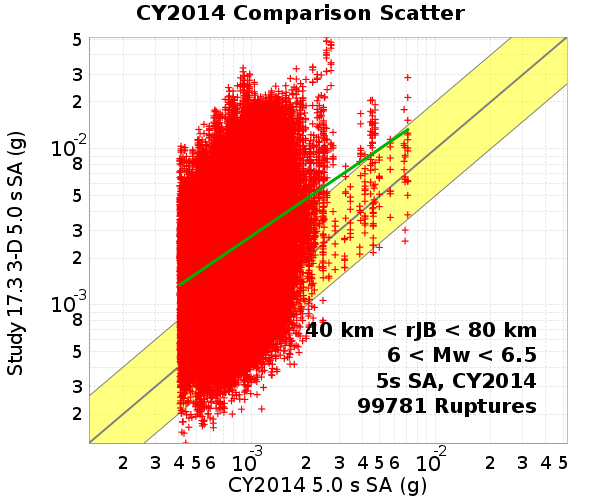 CY2014 Comparison Scatter
Study 17.3 3-D 5.0 s SA (g)
5
3
2
10-2
8
5
3
2
10-3
8
5
3
2
40 km < rJB < 80 km
6 < Mw < 6.5
5s SA, CY2014
99781 Ruptures
2 3 4 5 6 10-3 2 3 4 5 6 10-2 2 3 4 5
CY2014 5.0 s SA (g)